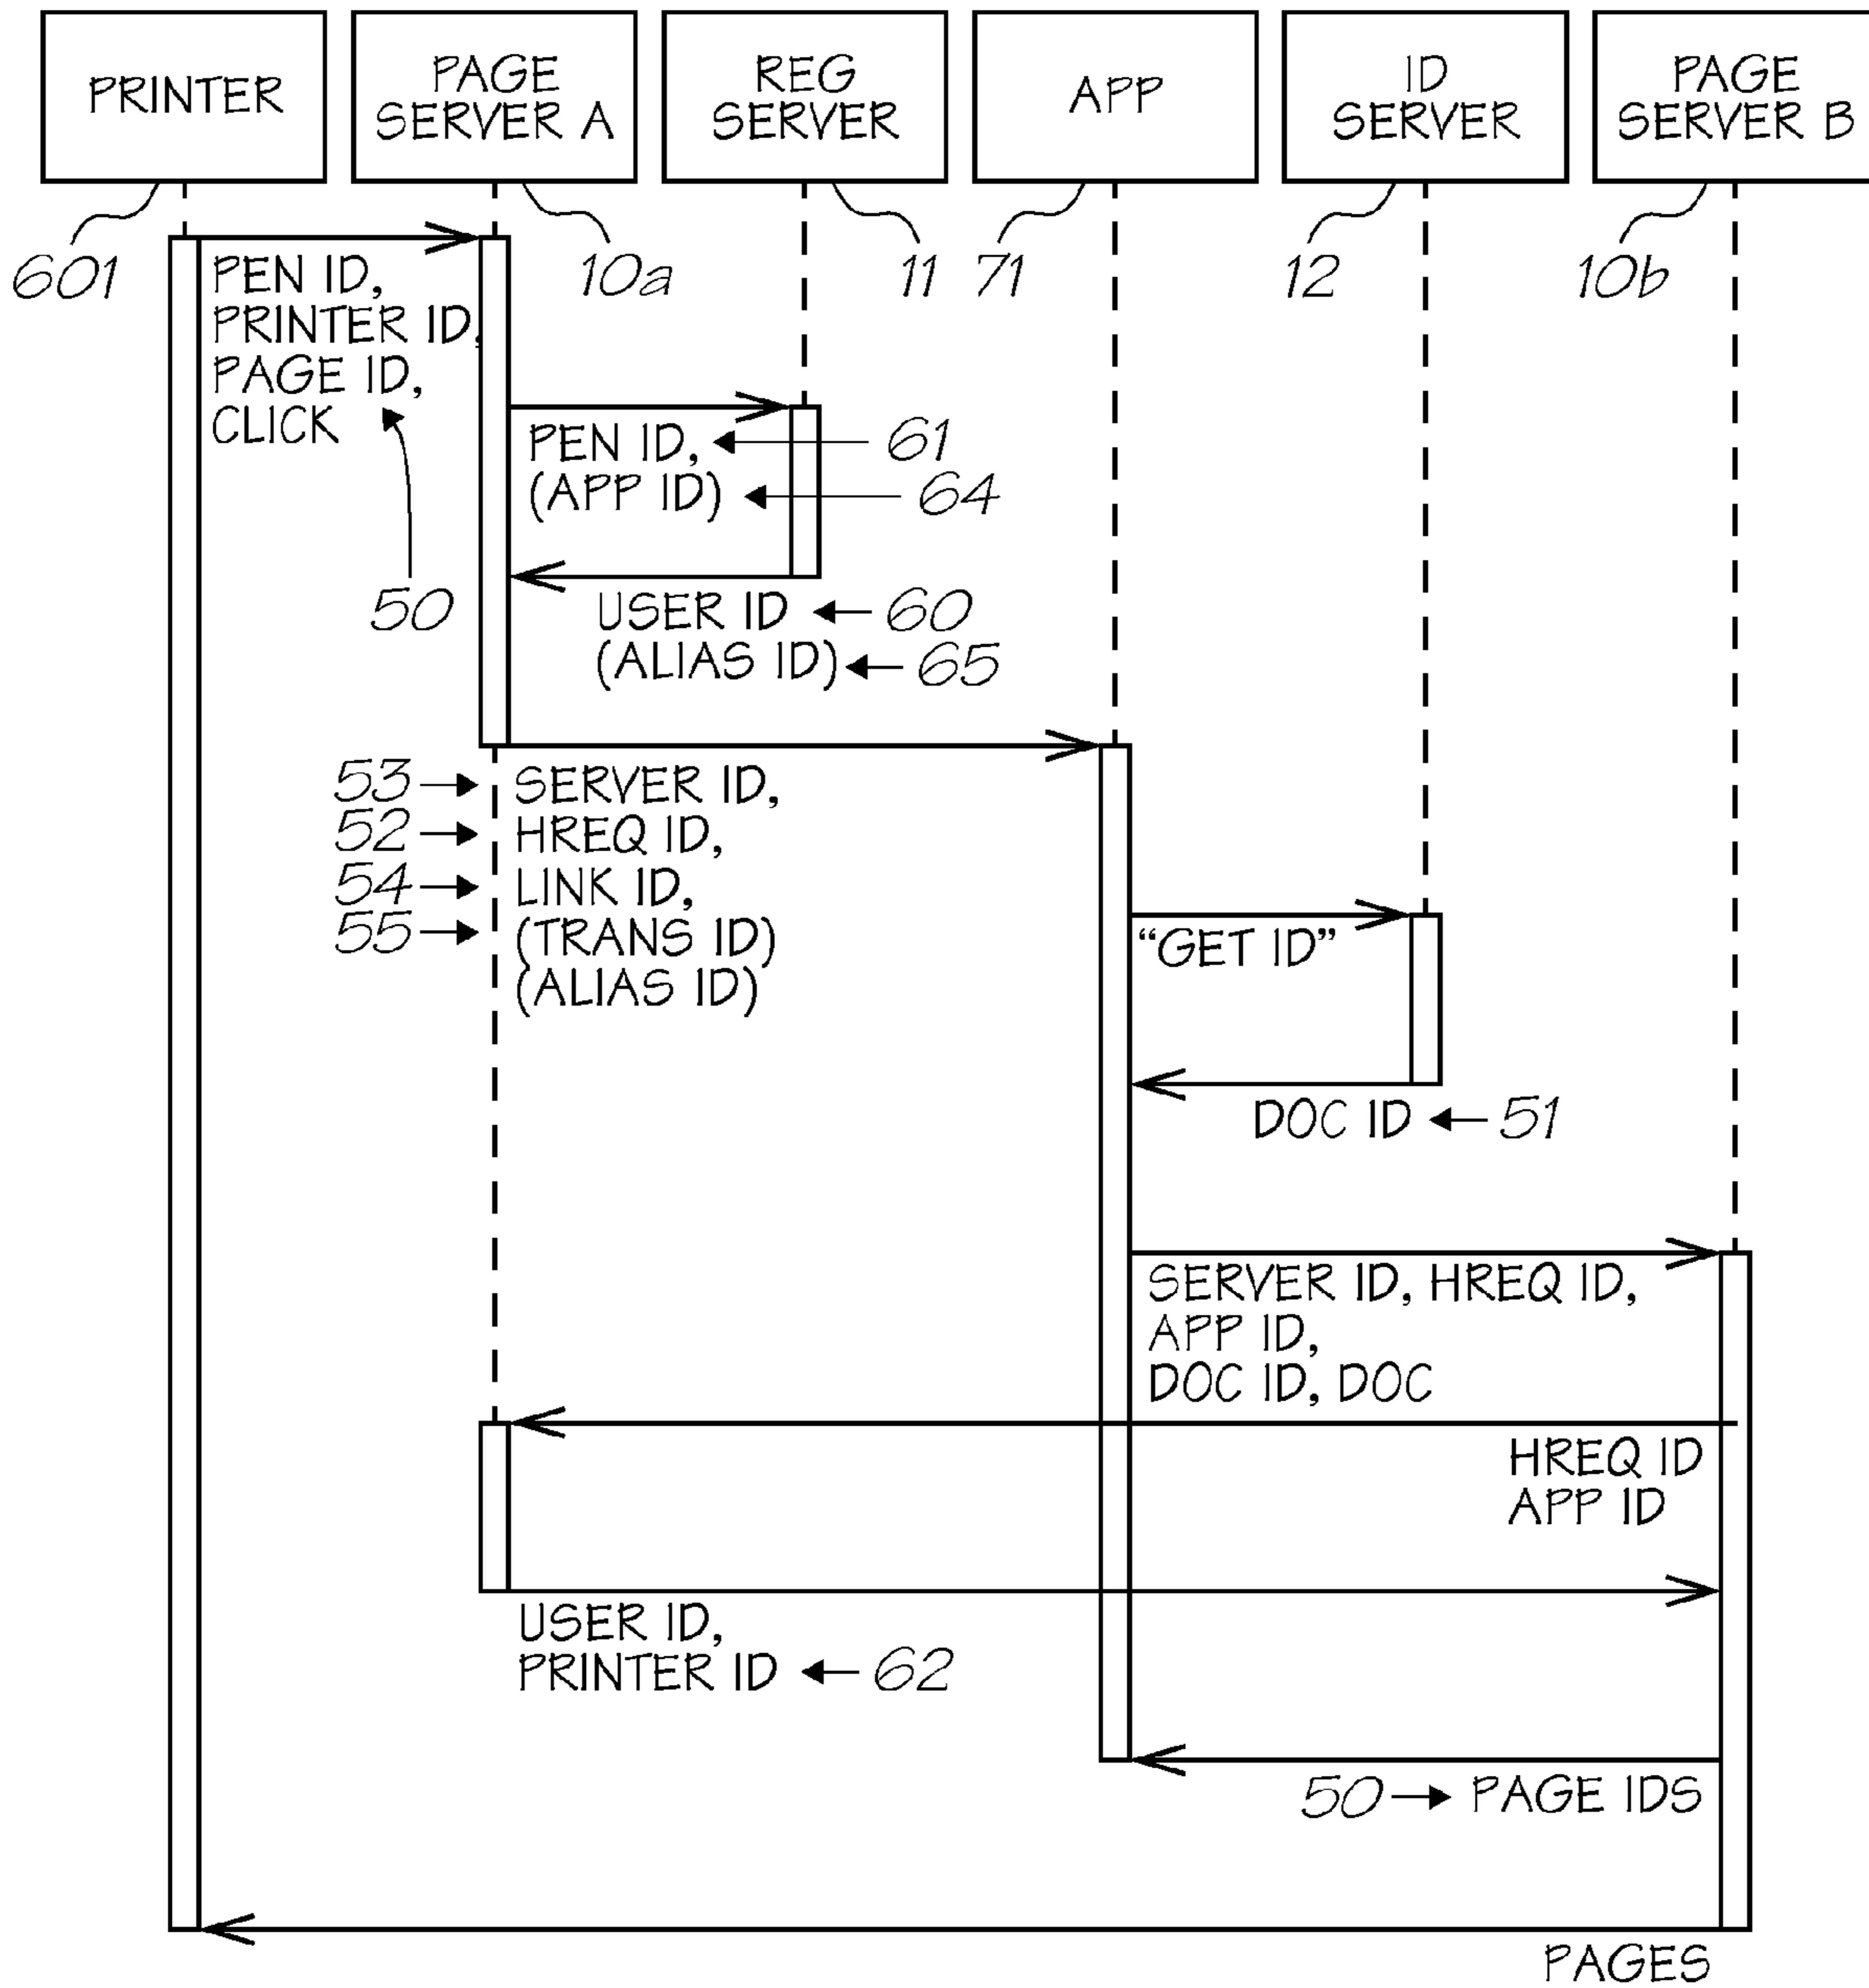 PRINTER
PAGE
SERVER A
REG
SERVER
APP
ID
SERVER
PAGE
SERVER B
601
10a
11
71
12
10b
PEN ID,
PRINTER ID,
PAGE ID,
CLICK
50
PEN ID,
61
(APP ID)
64
USER ID
60
(ALIAS ID)
65
53
SERVER ID,
52
HREQ ID,
54
LINK ID,
55
(TRANS ID)
(ALIAS ID)
“GET ID”
DOC ID
51
SERVER ID, HREQ ID,
APP ID,
DOC ID, DOC
HREQ ID
APP ID
USER ID,
PRINTER ID
62
50
PAGE IDS
PAGES